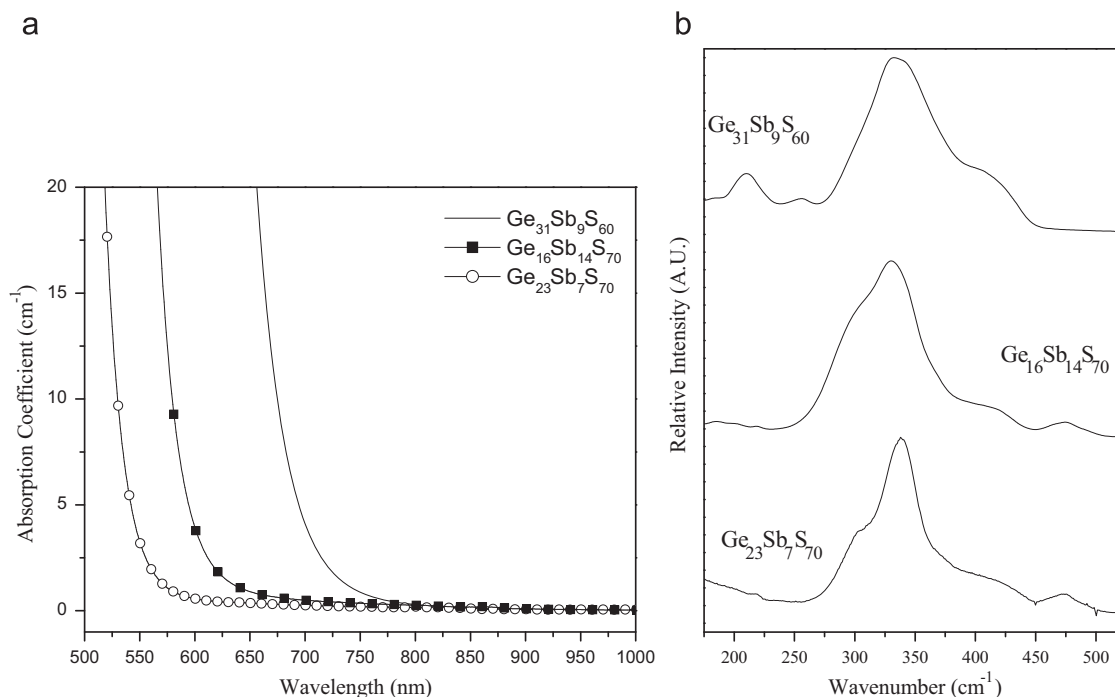 a
20
15
10
5
0
Absorption Coefficient (cm-1)
Ge31Sb9S60
Ge16Sb14S70
Ge23Sb7S70
500 550 600 650 700 750 800 850 900 950 1000
Wavelength (nm)
b
Relative Intensity (A.U.)
Ge31Sb9S60
Ge16Sb14S70
Ge23Sb7S70
200 250 300 350 400 450 500
Wavenumber (cm-1)